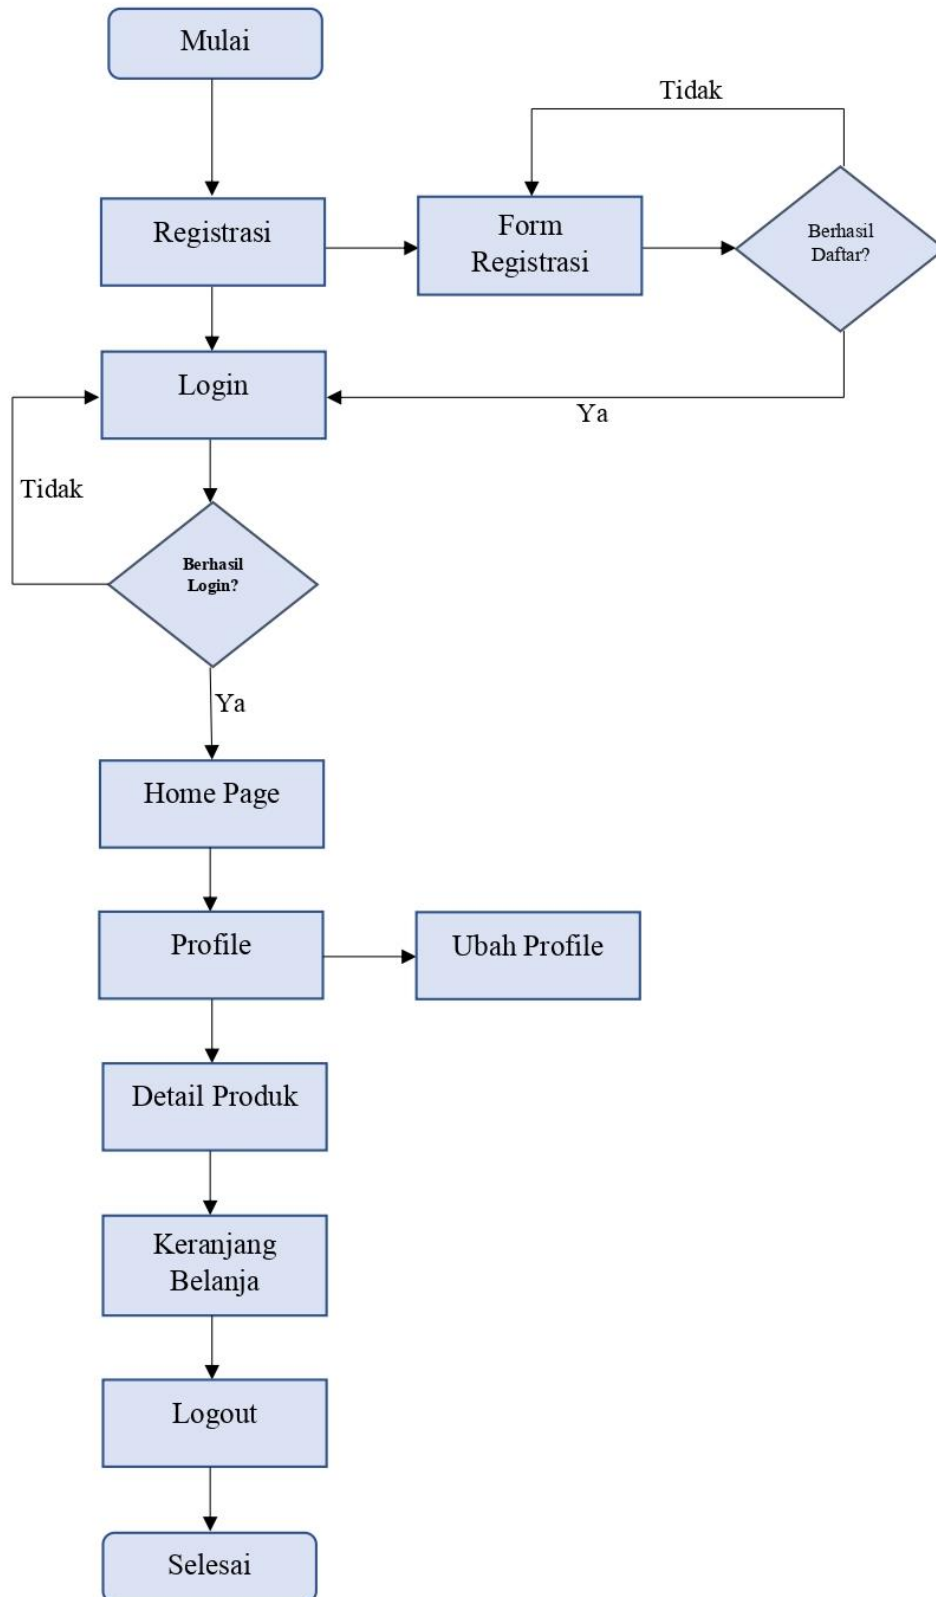 Mulai
Tidak
Registrasi
Form
Registrasi
Berhasil
Daftar?
Login
Ya
Tidak
Berhasil
Login?
Ya
Home Page
Profile
Ubah Profile
Detail Produk
Keranjang
Belanja
Logout
Selesai